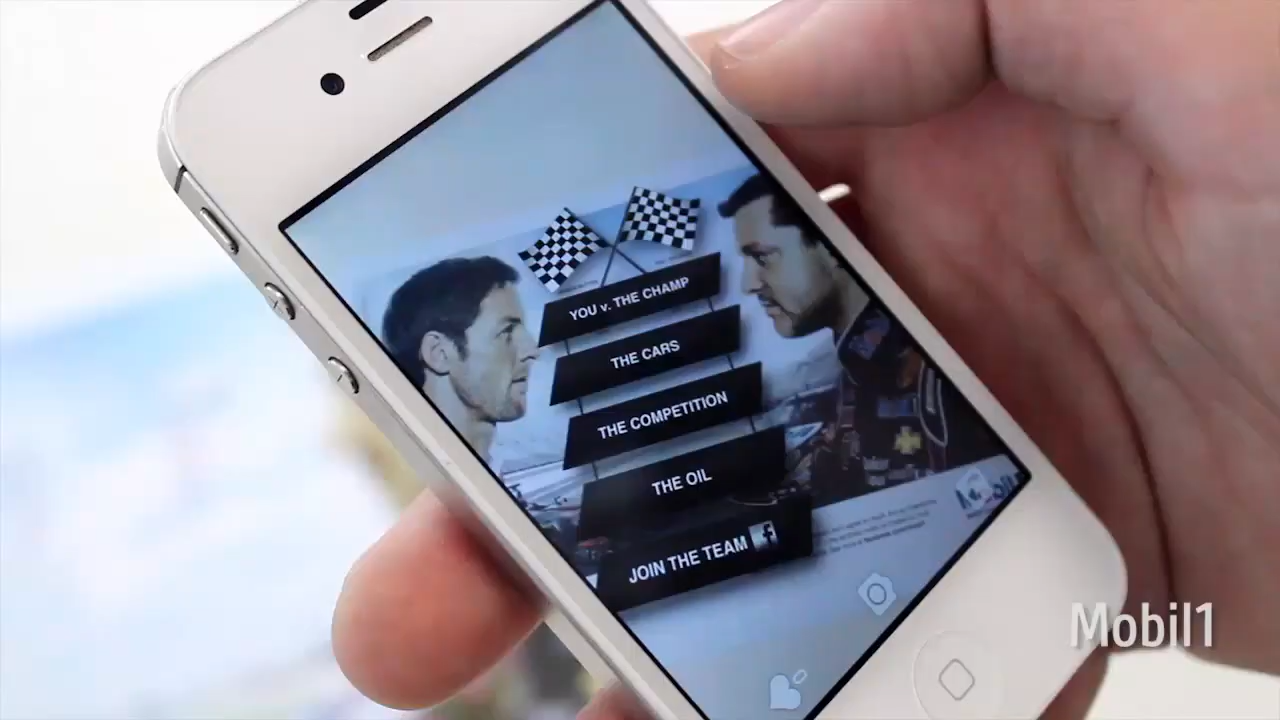 YOU v. THE CHAMP
THE CARS
THE COMPETITION
THE OIL
JOIN THE TEAM f
Mobil1